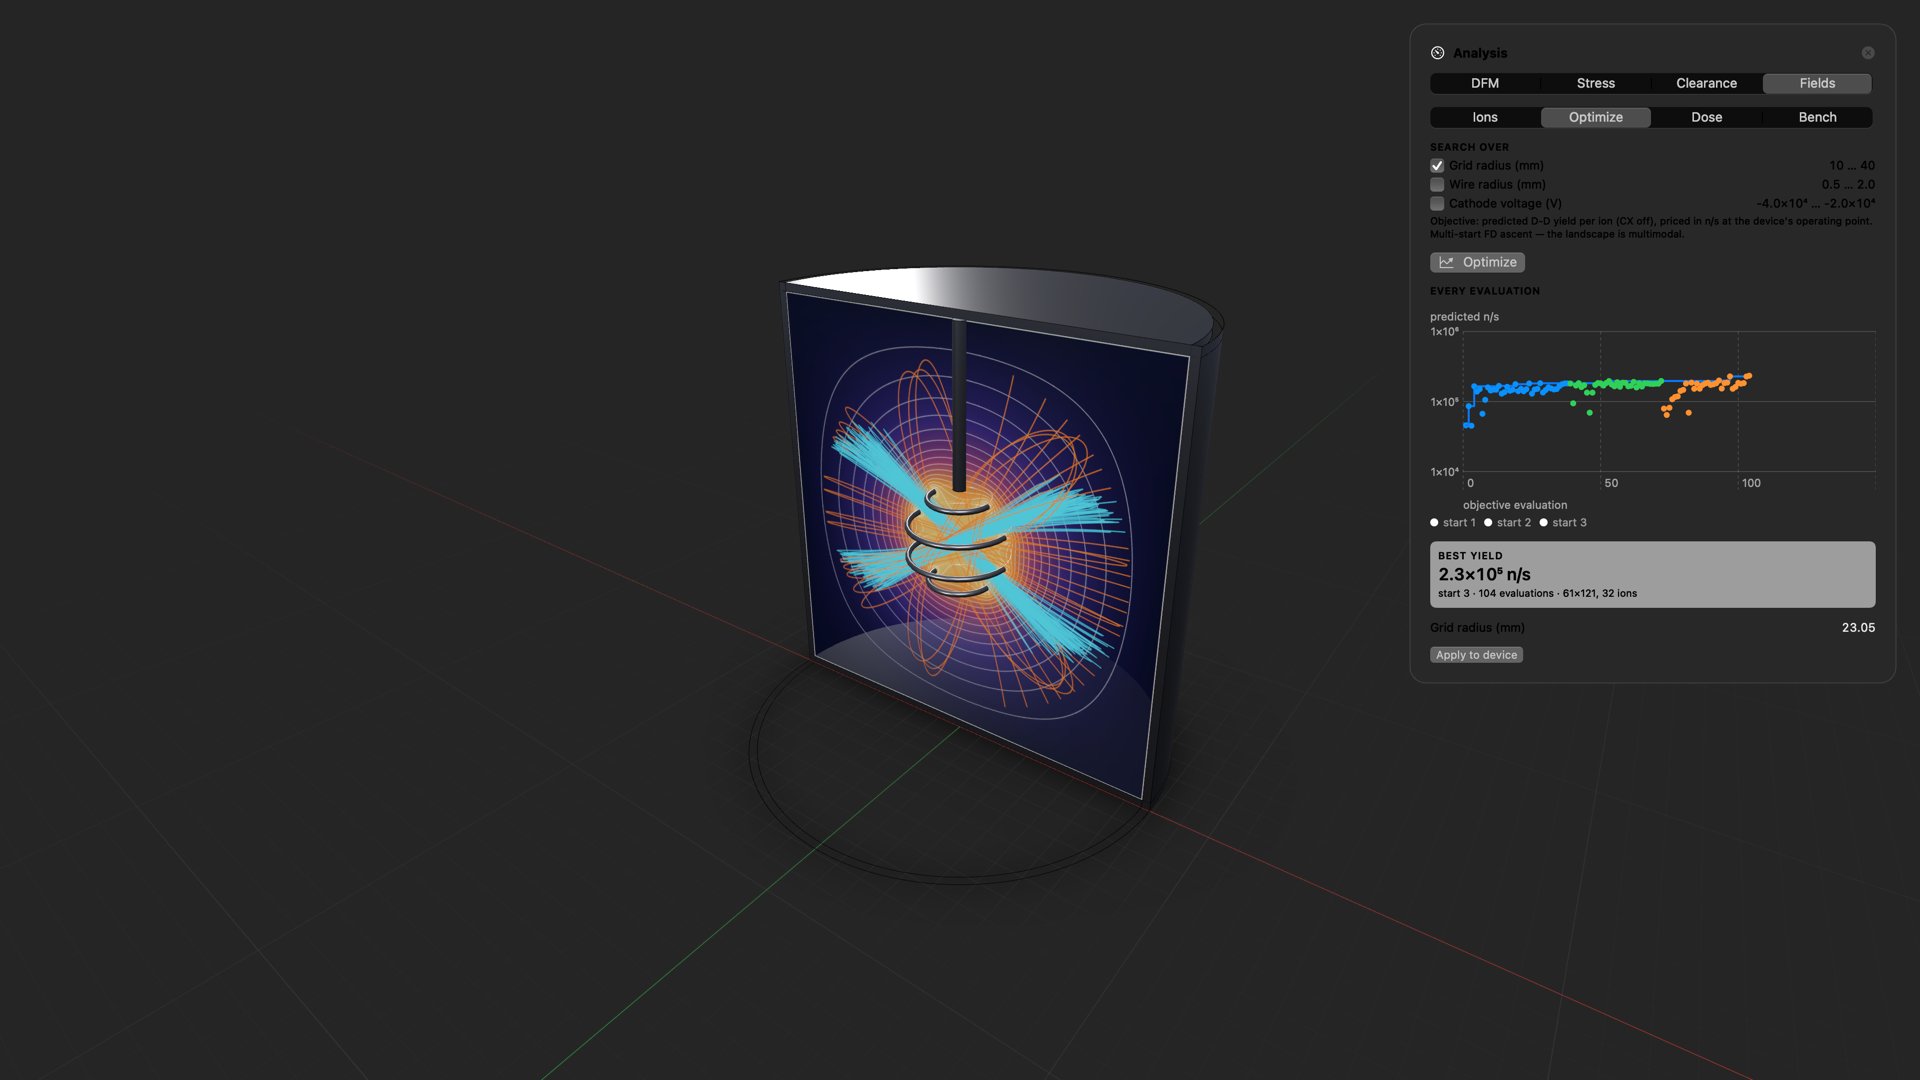 Analysis
DFM Stress Clearance Fields
Ions Optimize Dose Bench
SEARCH OVER
Grid radius (mm) 10 ... 40
Wire radius (mm) 0.5 ... 2.0
Cathode voltage (V) -4.0×10⁴ ... -2.0×10⁴
Objective: predicted D-D yield per ion (CX off), priced in n/s at the device's operating point.
Multi-start FD ascent — the landscape is multimodal.
Optimize
EVERY EVALUATION
predicted n/s
1×10⁶
1×10⁵
1×10⁴
0 50 100
objective evaluation
start 1 start 2 start 3
BEST YIELD
2.3×10⁵ n/s
start 3 · 104 evaluations · 61×121, 32 ions
Grid radius (mm) 23.05
Apply to device